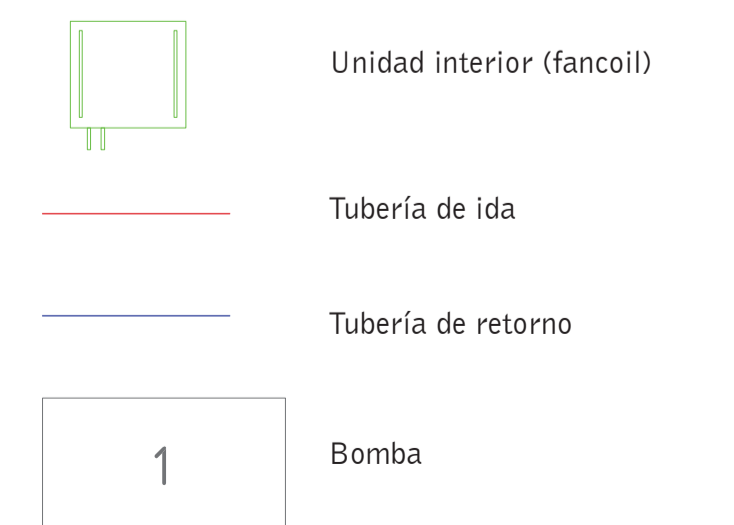 Unidad interior (fancoil)
Tubería de ida
Tubería de retorno
1
Bomba